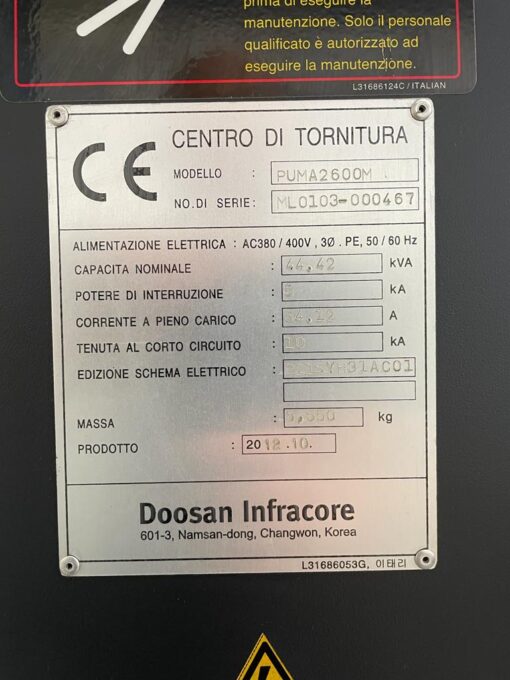 prima di eseguire la
manutenzione. Solo il personale
qualificato è autorizzato ad
eseguire la manutenzione.
L31686124C / ITALIAN
CE CENTRO DI TORNITURA
MODELLO : PUMA2600M
NO.DI SERIE: ML0103-000467
ALIMENTAZIONE ELETTRICA : AC380 / 400V, 3Ø. PE, 50 / 60 Hz
CAPACITA NOMINALE : 44,42 kVA
POTERE DI INTERRUZIONE : 5 kA
CORRENTE A PIENO CARICO : A
TENUTA AL CORTO CIRCUITO : 10 kA
EDIZIONE SCHEMA ELETTRICO :
MASSA : kg
PRODOTTO : 2012.10.
Doosan Infracore
601-3, Namsan-dong, Changwon, Korea
L31686053G, 이태리